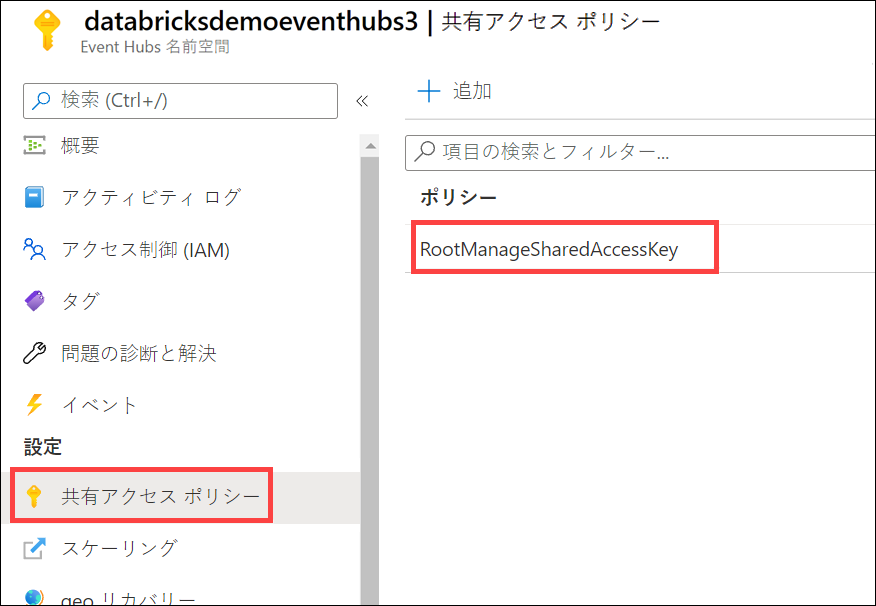 databricksdemoeventhubs3 | 共有アクセス ポリシー
Event Hubs 名前空間
検索 (Ctrl+/)
概要
アクティビティ ログ
アクセス制御 (IAM)
タグ
問題の診断と解決
イベント
設定
共有アクセス ポリシー
スケーリング
geo リカバリー
追加
項目の検索とフィルター...
ポリシー
RootManageSharedAccessKey